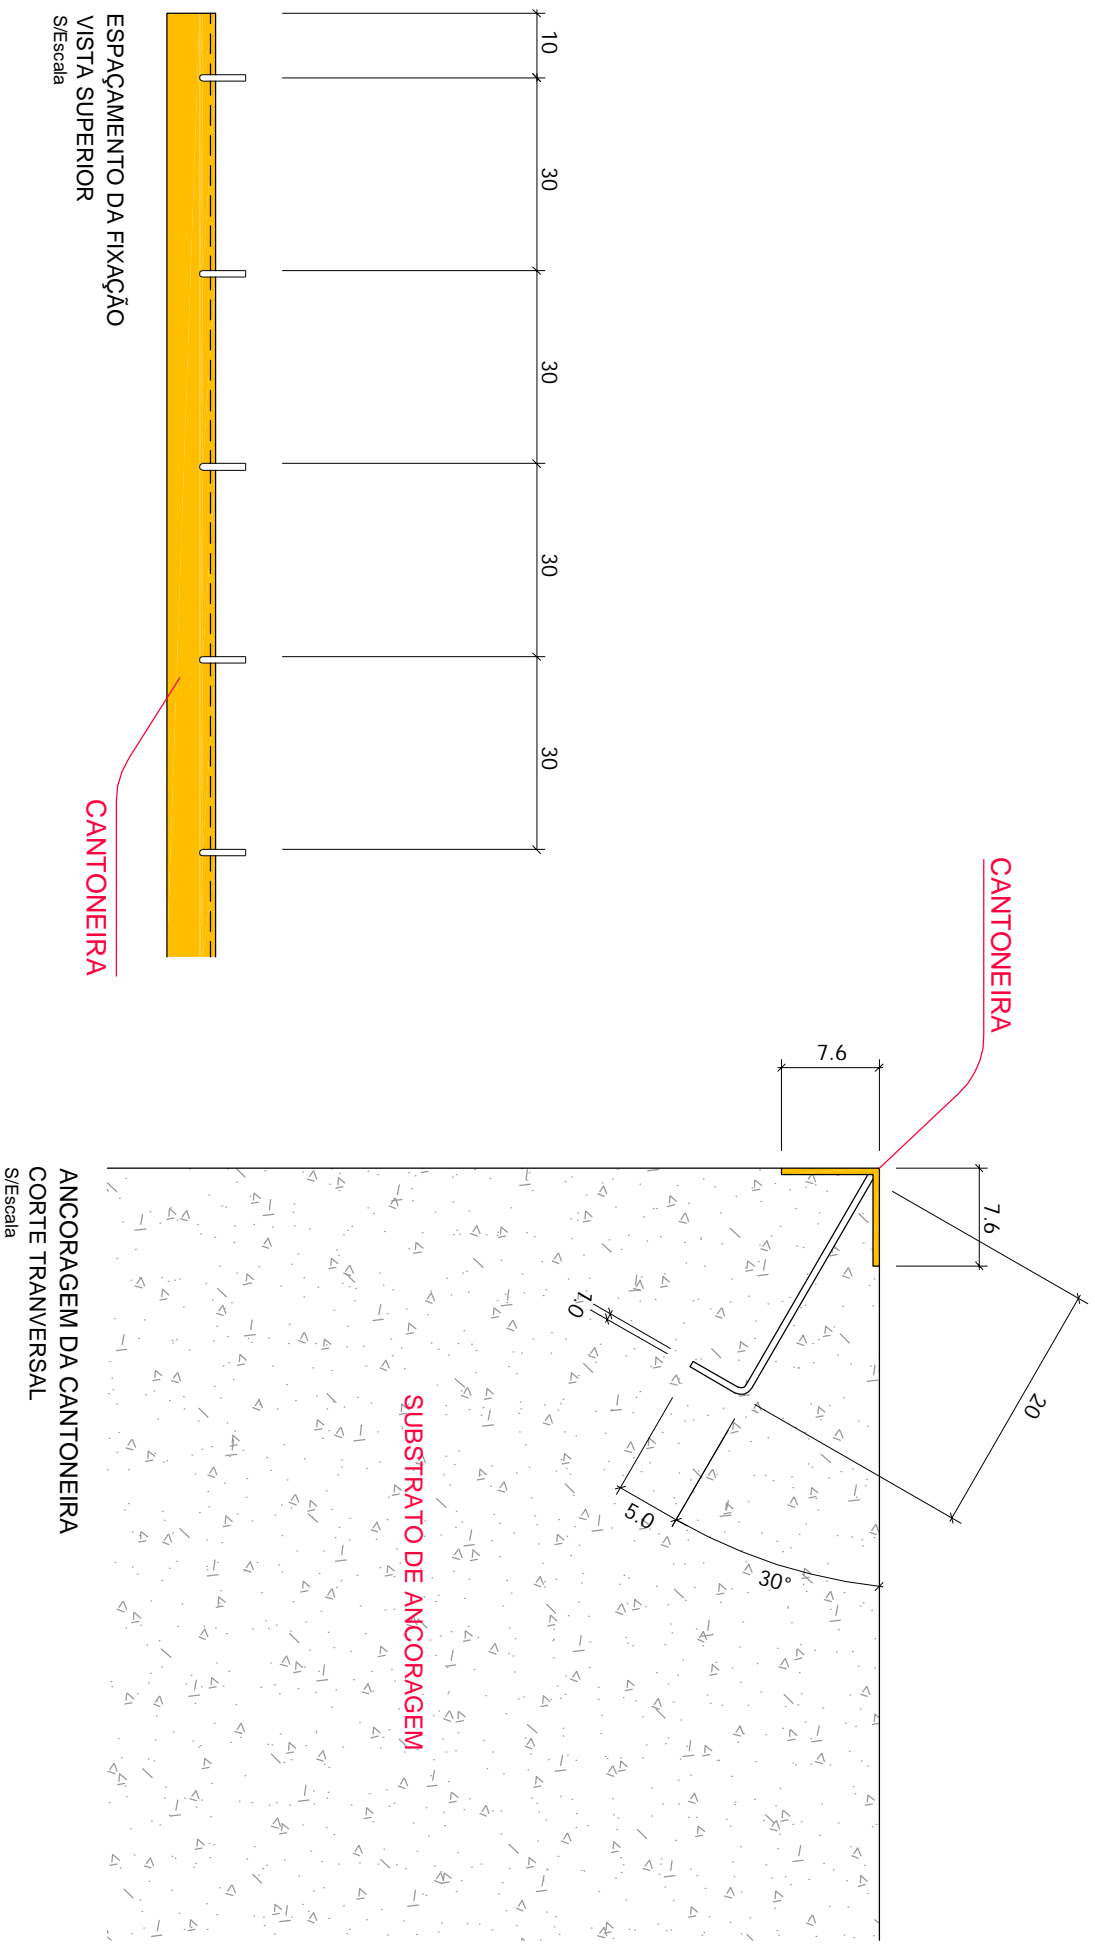 10
30
30
30
30
CANTONEIRA
ESPAÇAMENTO DA FIXAÇÃO
VISTA SUPERIOR
S/Escala
CANTONEIRA
7.6
7.6
20
1.0
5.0
30°
SUBSTRATO DE ANCORAGEM
ANCORAGEM DA CANTONEIRA
CORTE TRANVERSAL
S/Escala